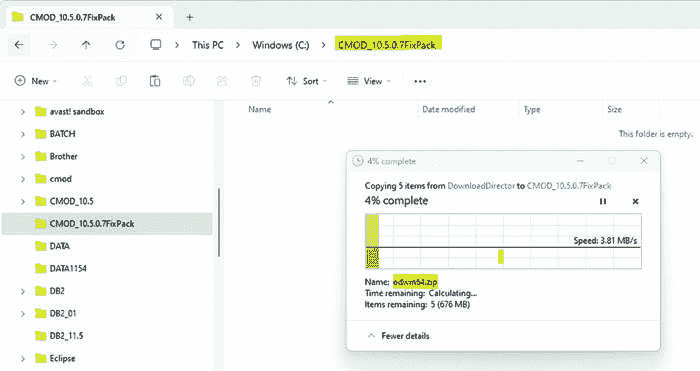 CMOD_10.5.0.7FixPack
This PC > Windows (C:) > CMOD_10.5.0.7FixPack
New Sort View
Name Date modified Type Size
This folder is empty.
avast! sandbox
BATCH
Brother
cmod
CMOD_10.5
CMOD_10.5.0.7FixPack
DATA
DATA1154
DB2
DB2_01
DB2_11.5
Eclipse
4% complete
Copying 5 items from DownloadDirector to CMOD_10.5.0.7FixPack
4% complete
Speed: 3.81 MB/s
Name: odwn64.zip
Time remaining: Calculating...
Items remaining: 5 (676 MB)
Fewer details